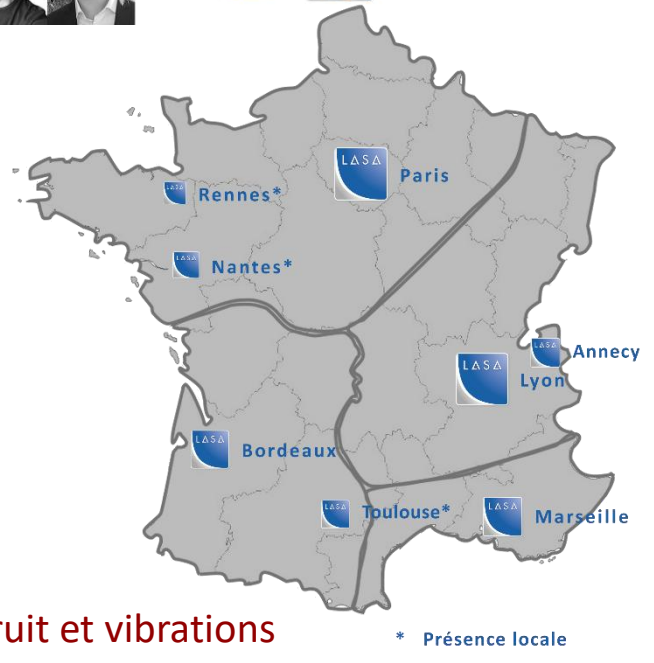 LASA
Paris
LASA
Rennes*
LASA
Nantes*
LASA
Annecy
LASA
Lyon
LASA
Bordeaux
LASA
Toulouse*
LASA
Marseille
ruit et vibrations
* Présence locale